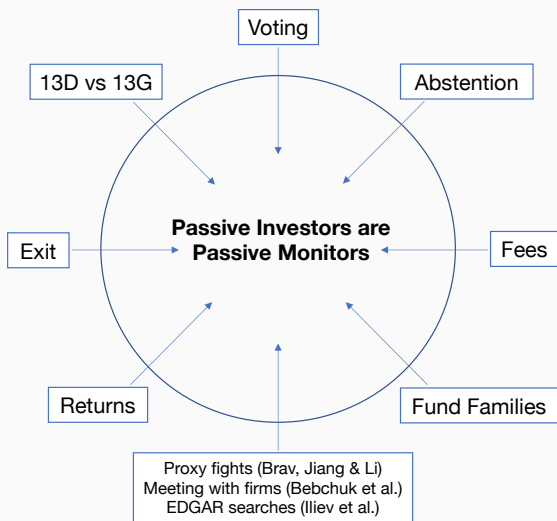 Voting
13D vs 13G
Abstention
Passive Investors are
Passive Monitors
Exit
Fees
Returns
Fund Families
Proxy fights (Brav, Jiang & Li)
Meeting with firms (Bebchuk et al.)
EDGAR searches (Iliev et al.)